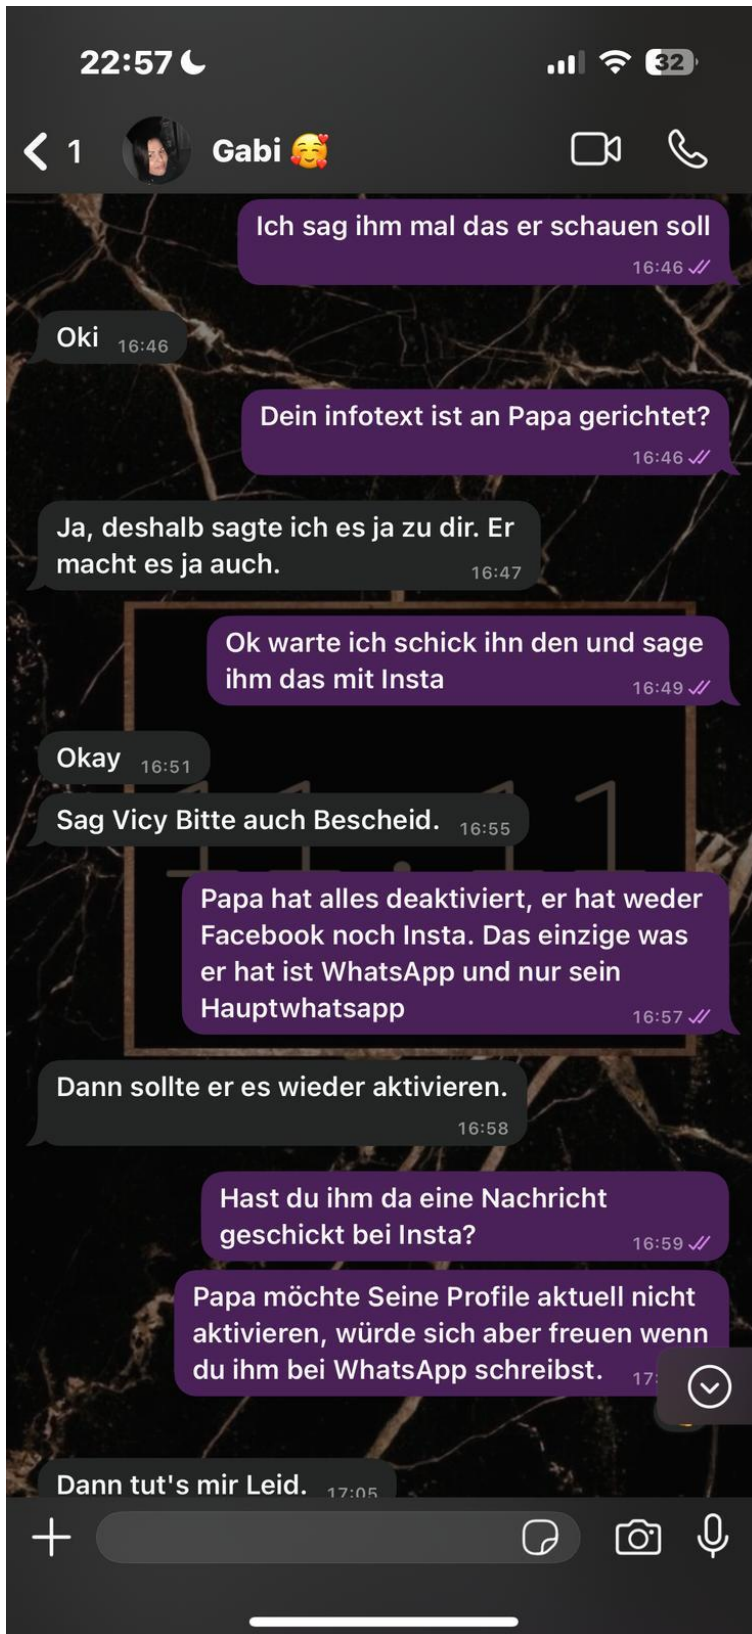 22:57
32
1
Gabi 🥰
Ich sag ihm mal das er schauen soll
16:46
Oki 16:46
Dein infotext ist an Papa gerichtet?
16:46
Ja, deshalb sagte ich es ja zu dir. Er
macht es ja auch. 16:47
Ok warte ich schick ihn den und sage
ihm das mit Insta 16:49
Okay 16:51
Sag Vicy Bitte auch Bescheid. 16:55
11.11
Papa hat alles deaktiviert, er hat weder
Facebook noch Insta. Das einzige was
er hat ist WhatsApp und nur sein
Hauptwhatsapp 16:57
Dann sollte er es wieder aktivieren.
16:58
Hast du ihm da eine Nachricht
geschickt bei Insta? 16:59
Papa möchte Seine Profile aktuell nicht
aktivieren, würde sich aber freuen wenn
du ihm bei WhatsApp schreibst. 17:
Dann tut's mir Leid. 17:05